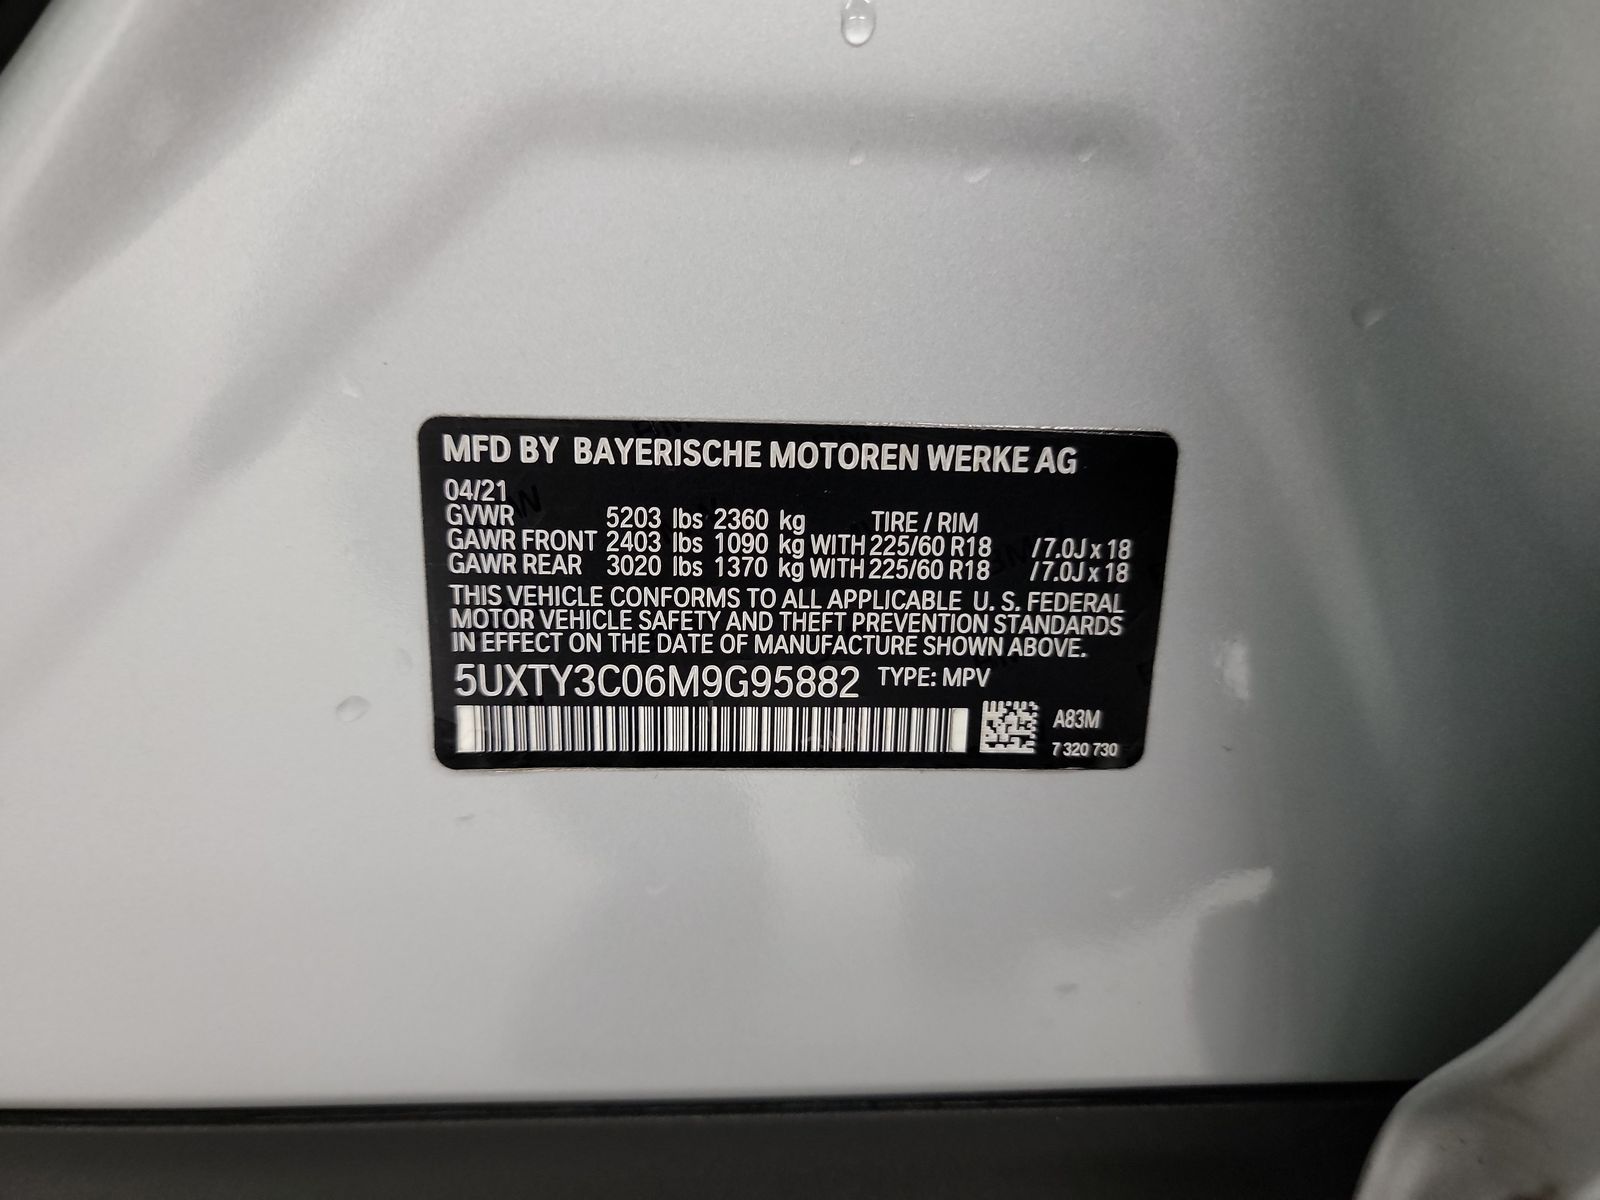 MFD BY BAYERISCHE MOTOREN WERKE AG
04/21
GVWR 5203 lbs 2360 kg TIRE / RIM
GAWR FRONT 2403 lbs 1090 kg WITH 225/60 R18 /7.0J x 18
GAWR REAR 3020 lbs 1370 kg WITH 225/60 R18 /7.0J x 18
THIS VEHICLE CONFORMS TO ALL APPLICABLE U. S. FEDERAL
MOTOR VEHICLE SAFETY AND THEFT PREVENTION STANDARDS
IN EFFECT ON THE DATE OF MANUFACTURE SHOWN ABOVE.
5UXTY3C06M9G95882 TYPE: MPV
A83M
7 320 730